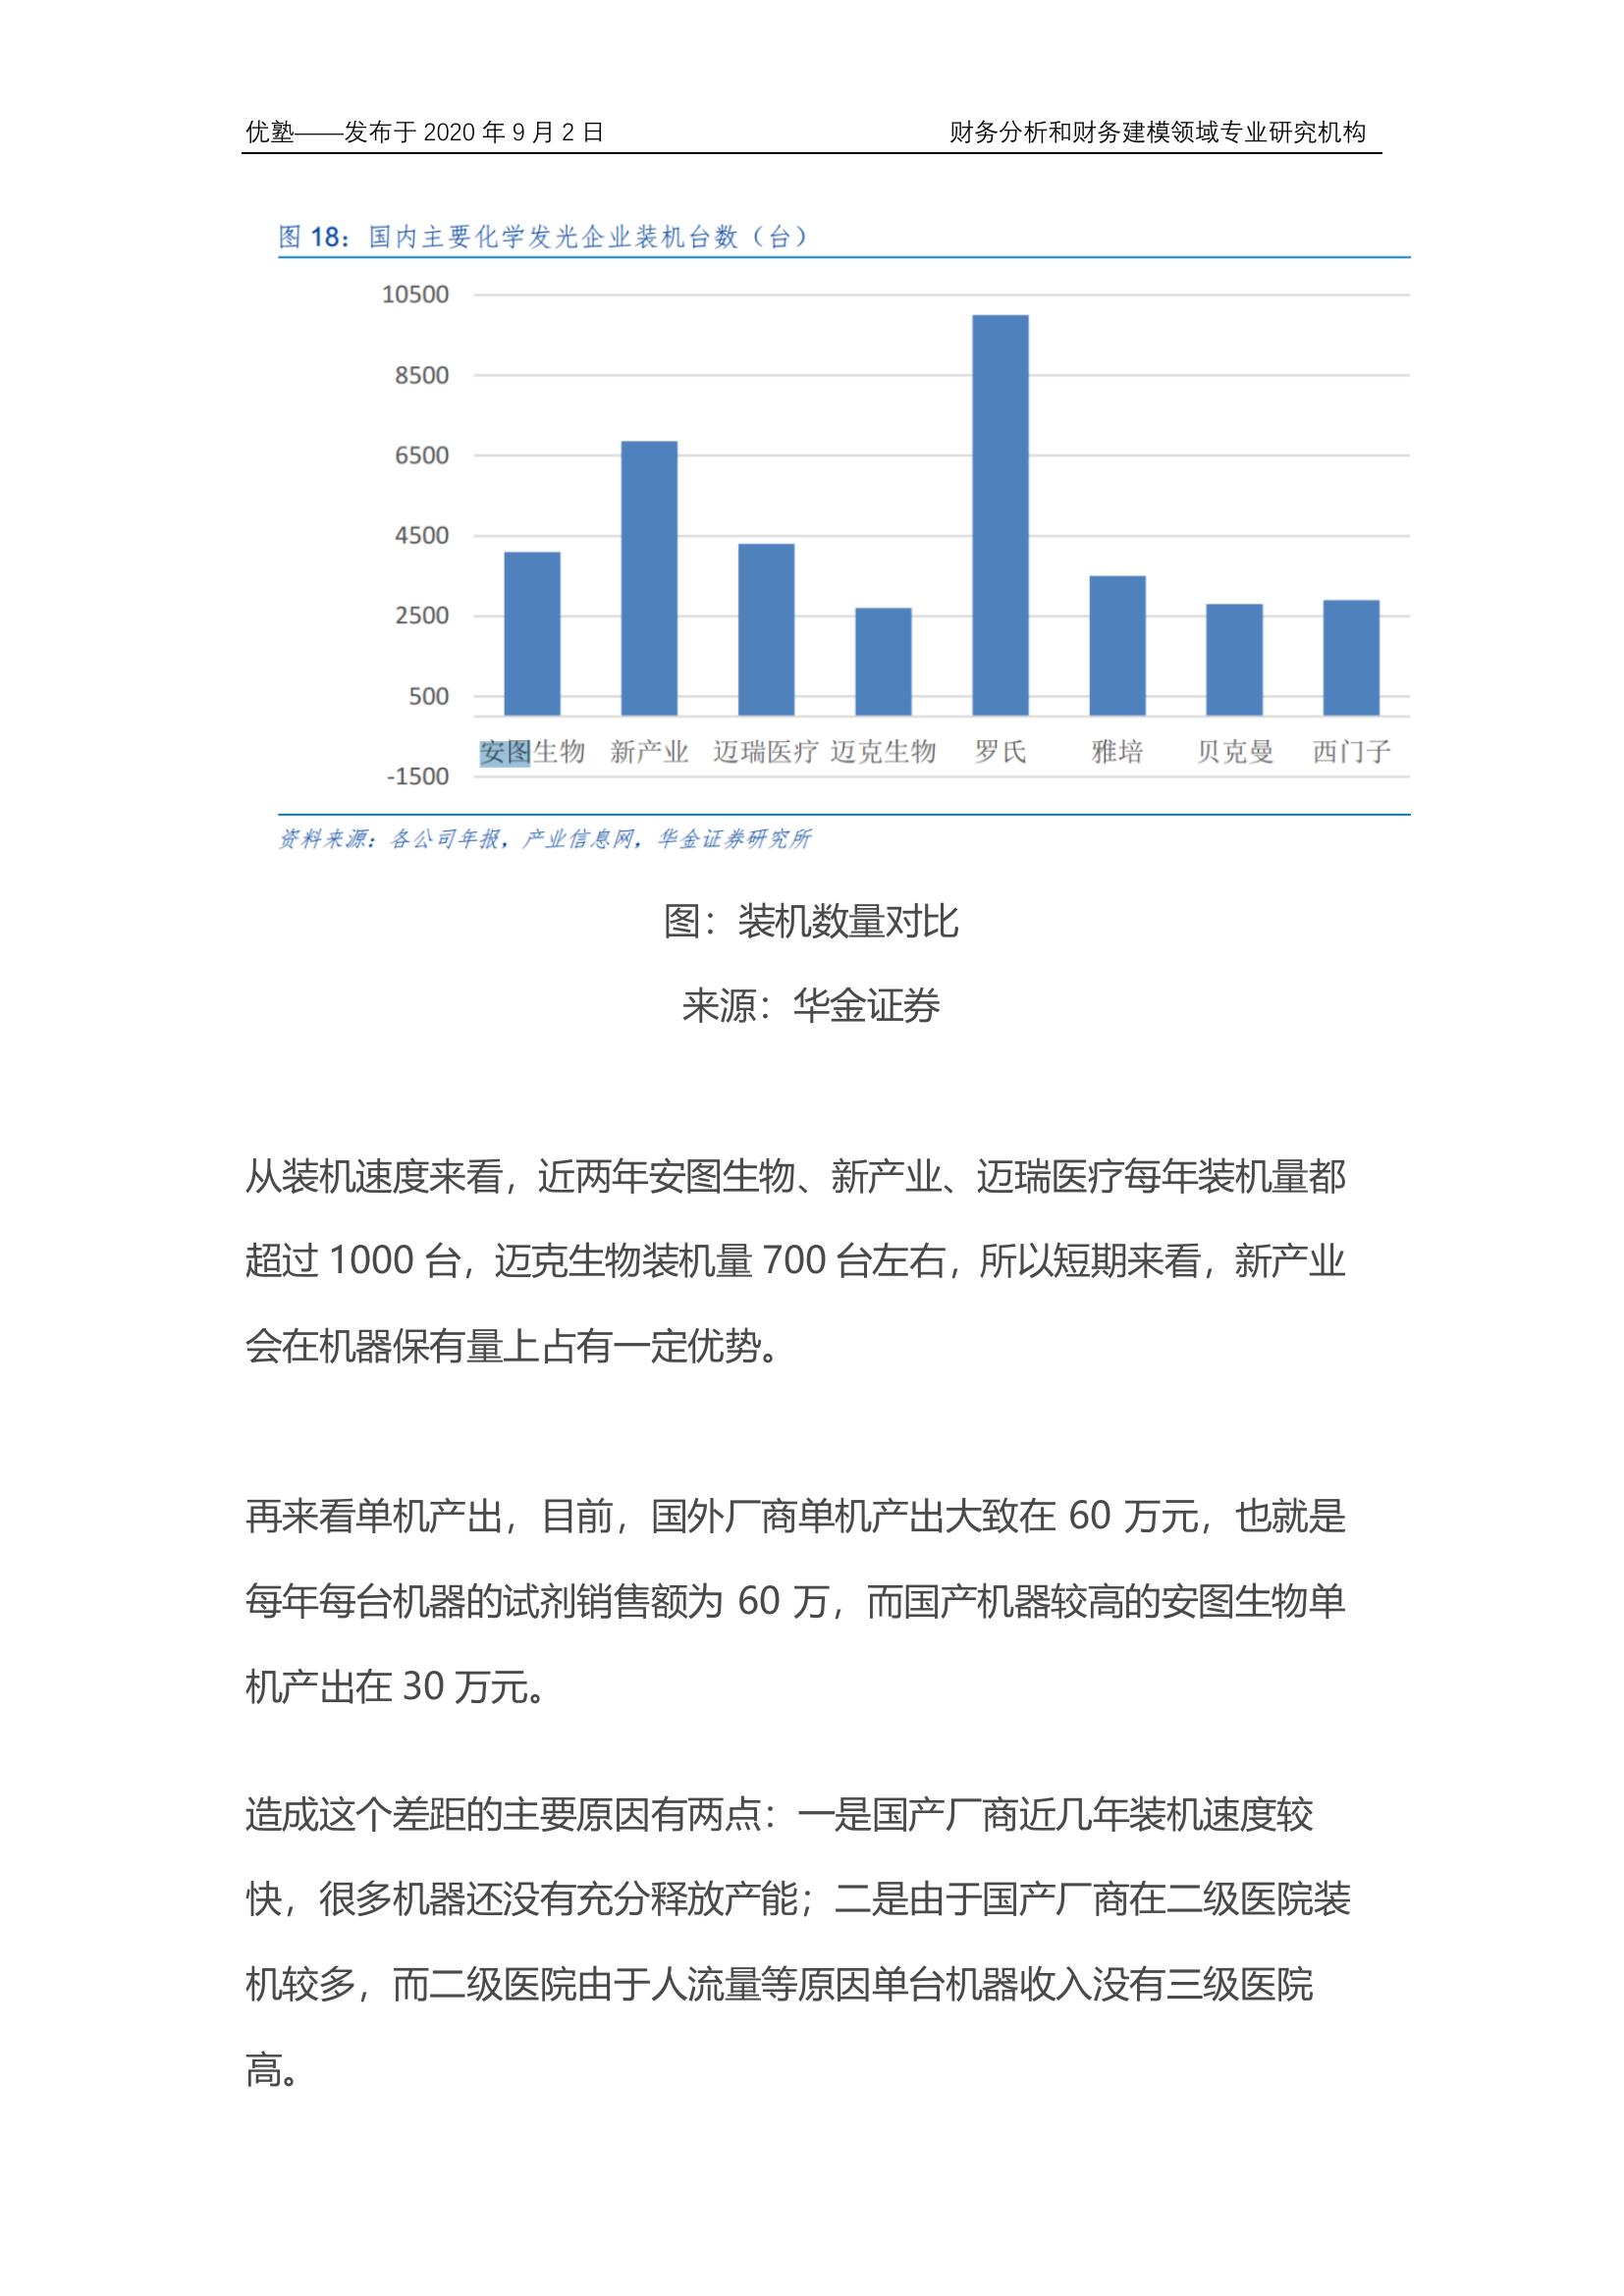 优塾——发布于 2020 年 9 月 2 日 财务分析和财务建模领域专业研究机构
图 18：国内主要化学发光企业装机台数（台）
10500
8500
6500
4500
2500
500
安图生物 新产业 迈瑞医疗 迈克生物 罗氏 雅培 贝克曼 西门子
-1500
资料来源：各公司年报，产业信息网，华金证券研究所
图：装机数量对比
来源：华金证券
从装机速度来看，近两年安图生物、新产业、迈瑞医疗每年装机量都
超过 1000 台，迈克生物装机量 700 台左右，所以短期来看，新产业
会在机器保有量上占有一定优势。
再来看单机产出，目前，国外厂商单机产出大致在 60 万元，也就是
每年每台机器的试剂销售额为 60 万，而国产机器较高的安图生物单
机产出在 30 万元。
造成这个差距的主要原因有两点：一是国产厂商近几年装机速度较
快，很多机器还没有充分释放产能；二是由于国产厂商在二级医院装
机较多，而二级医院由于人流量等原因单台机器收入没有三级医院
高。